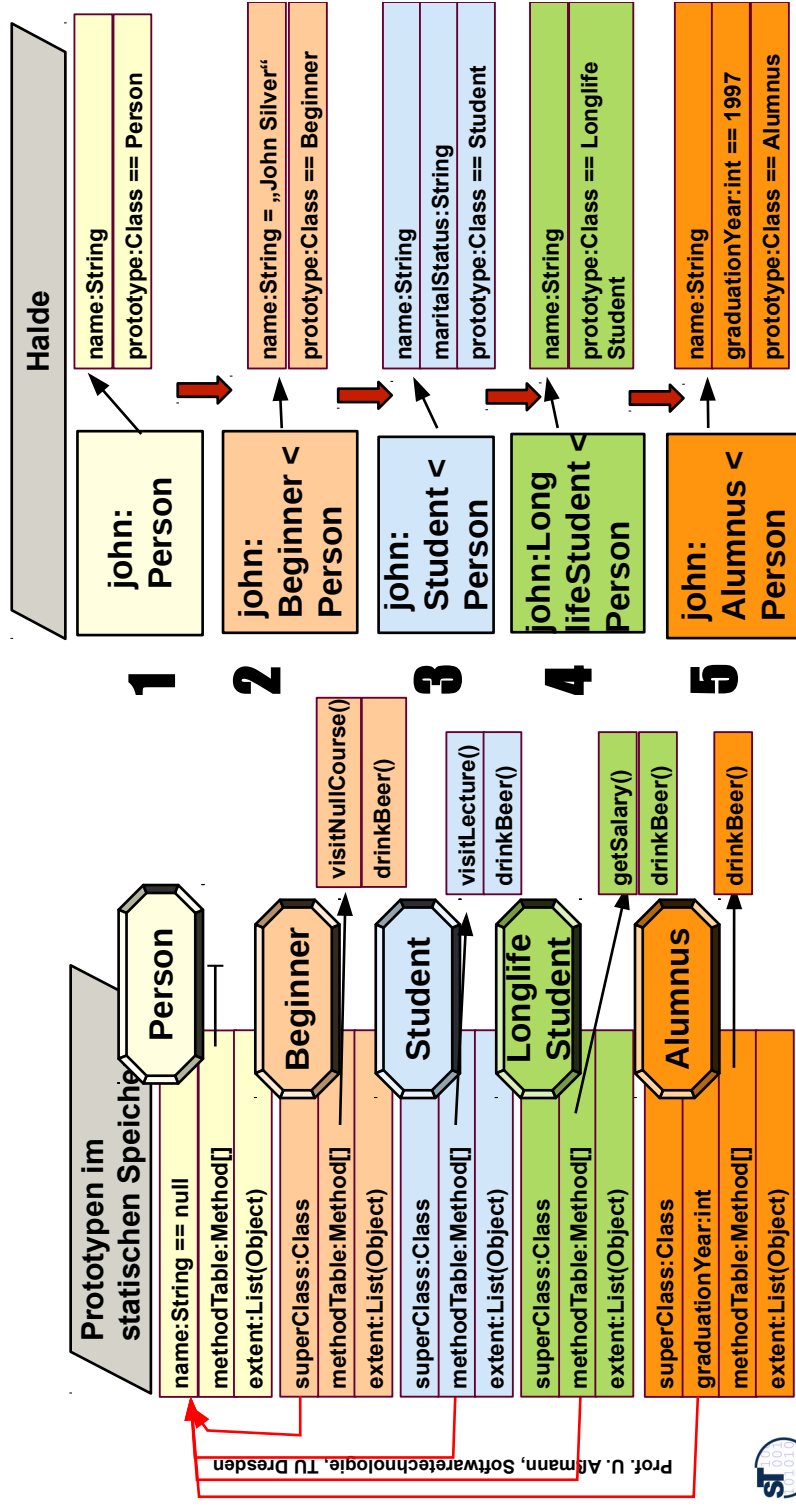 Prototypen im
statischen Speiche
Halde
name:String == null
methodTable:Method[]
extent:List(Object)
Person
1
john:
Person
name:String
prototype:Class == Person
superClass:Class
methodTable:Method[]
extent:List(Object)
Beginner
visitNullCourse()
drinkBeer()
2
john:
Beginner <
Person
name:String = „John Silver“
prototype:Class == Beginner
superClass:Class
methodTable:Method[]
extent:List(Object)
Student
visitLecture()
drinkBeer()
3
john:
Student <
Person
name:String
maritalStatus:String
prototype:Class == Student
superClass:Class
methodTable:Method[]
extent:List(Object)
Longlife
Student
getSalary()
drinkBeer()
4
john:Long
lifeStudent <
Person
name:String
prototype:Class == Longlife
Student
superClass:Class
graduationYear:int
methodTable:Method[]
extent:List(Object)
Alumnus
drinkBeer()
5
john:
Alumnus <
Person
name:String
graduationYear:int == 1997
prototype:Class == Alumnus
Prof. U. Aßmann, Softwaretechnologie, TU Dresden
ST